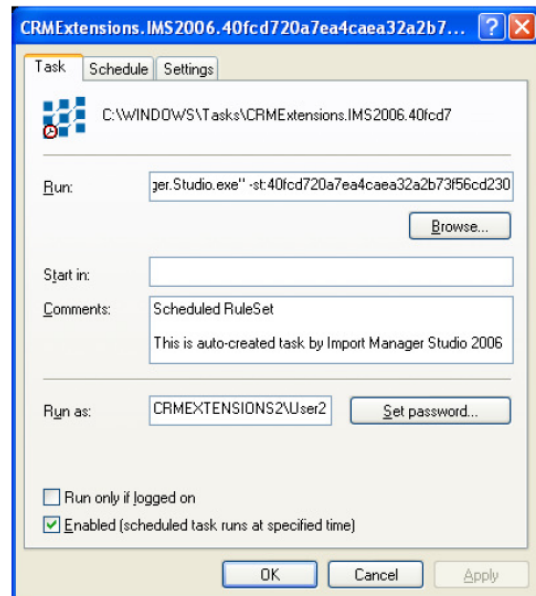 CRMExtensions.IMS2006.40fcd720a7ea4caea32a2b7...
Task Schedule Settings
C:\WINDOWS\Tasks\CRMExtensions.IMS2006.40fcd7
Run: ger.Studio.exe" -st:40fcd720a7ea4caea32a2b73f56cd230
Browse...
Start in:
Comments: Scheduled RuleSet
This is auto-created task by Import Manager Studio 2006
Run as: CRMEXTENSIONS2\User2 Set password...
Run only if logged on
Enabled (scheduled task runs at specified time)
OK Cancel Apply